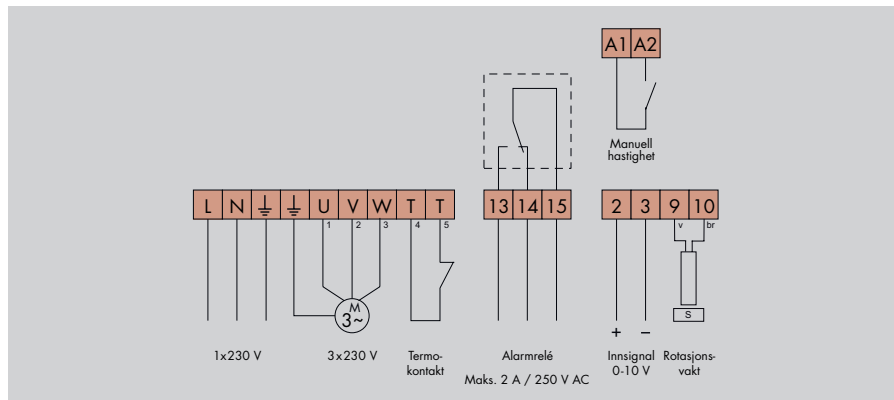 A1 A2
Manuell
hastighet
L N U V W T T
1 2 3 4 5
13 14 15
2 3 9 10
v br
M
3~
S
+ −
1x230 V
3x230 V
Termo-
kontakt
Alarmrelé
Maks. 2 A / 250 V AC
Innsignal
0-10 V
Rotasjons-
vakt